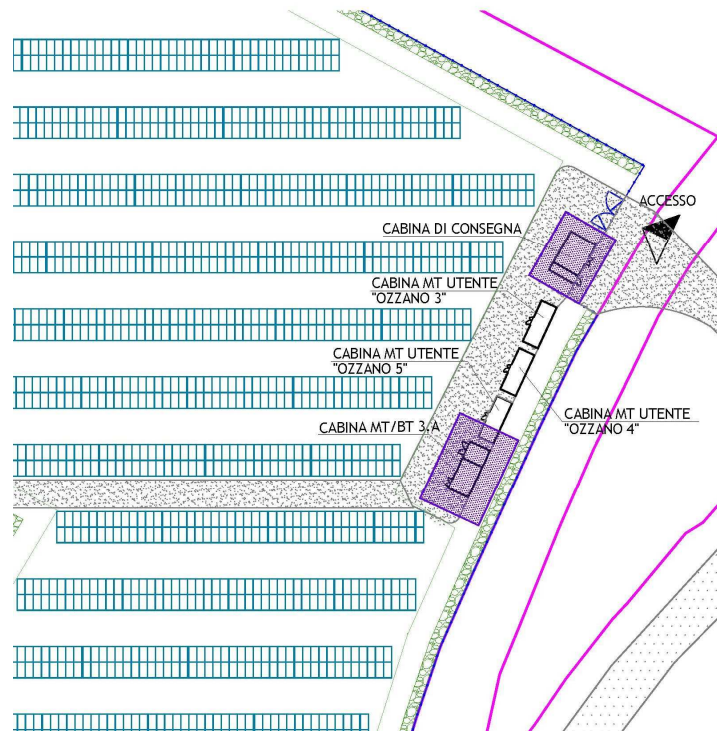 ACCESSO
CABINA DI CONSEGNA
CABINA MT UTENTE
"OZZANO 3"
CABINA MT UTENTE
"OZZANO 5"
CABINA MT UTENTE
"OZZANO 4"
CABINA MT/BT 3.A